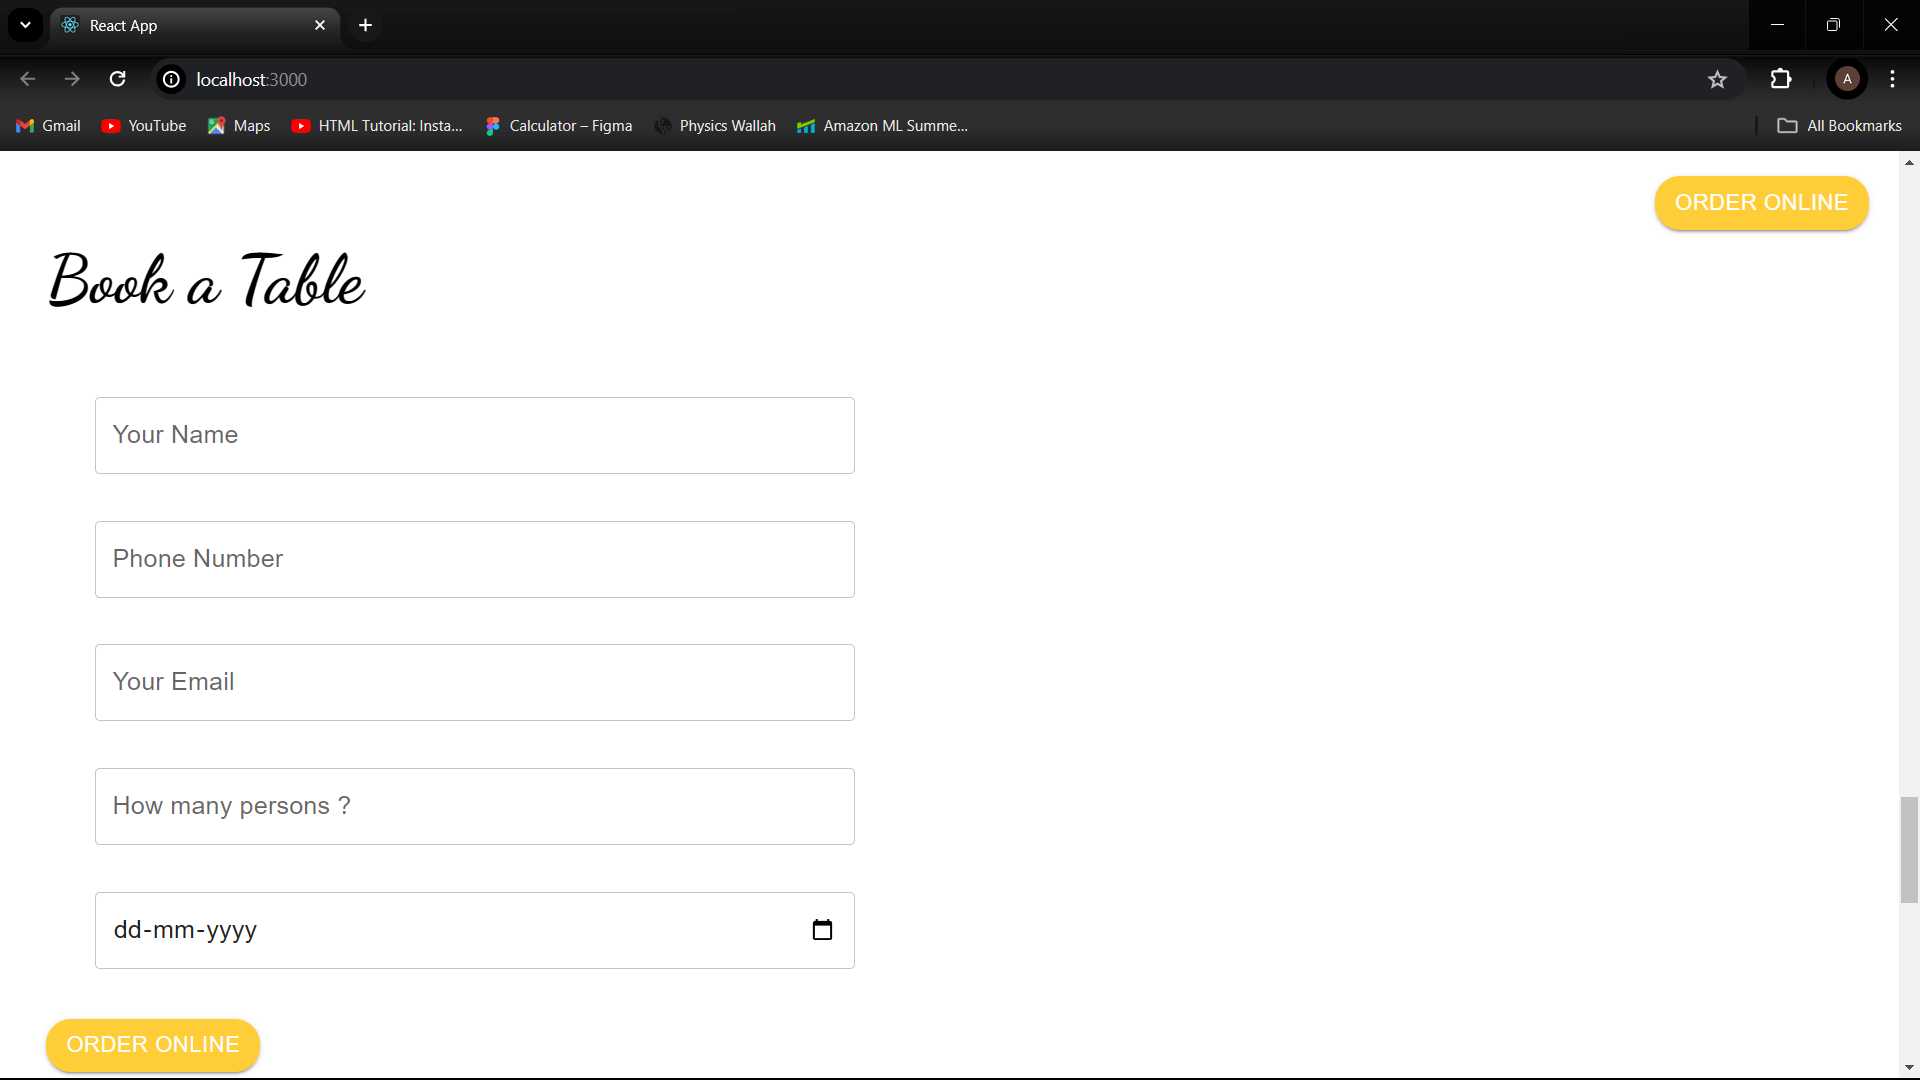 React App
localhost:3000
Gmail YouTube Maps HTML Tutorial: Insta... Calculator – Figma Physics Wallah Amazon ML Summe... All Bookmarks
A
ORDER ONLINE
Book a Table
Your Name
Phone Number
Your Email
How many persons ?
dd-mm-yyyy
ORDER ONLINE